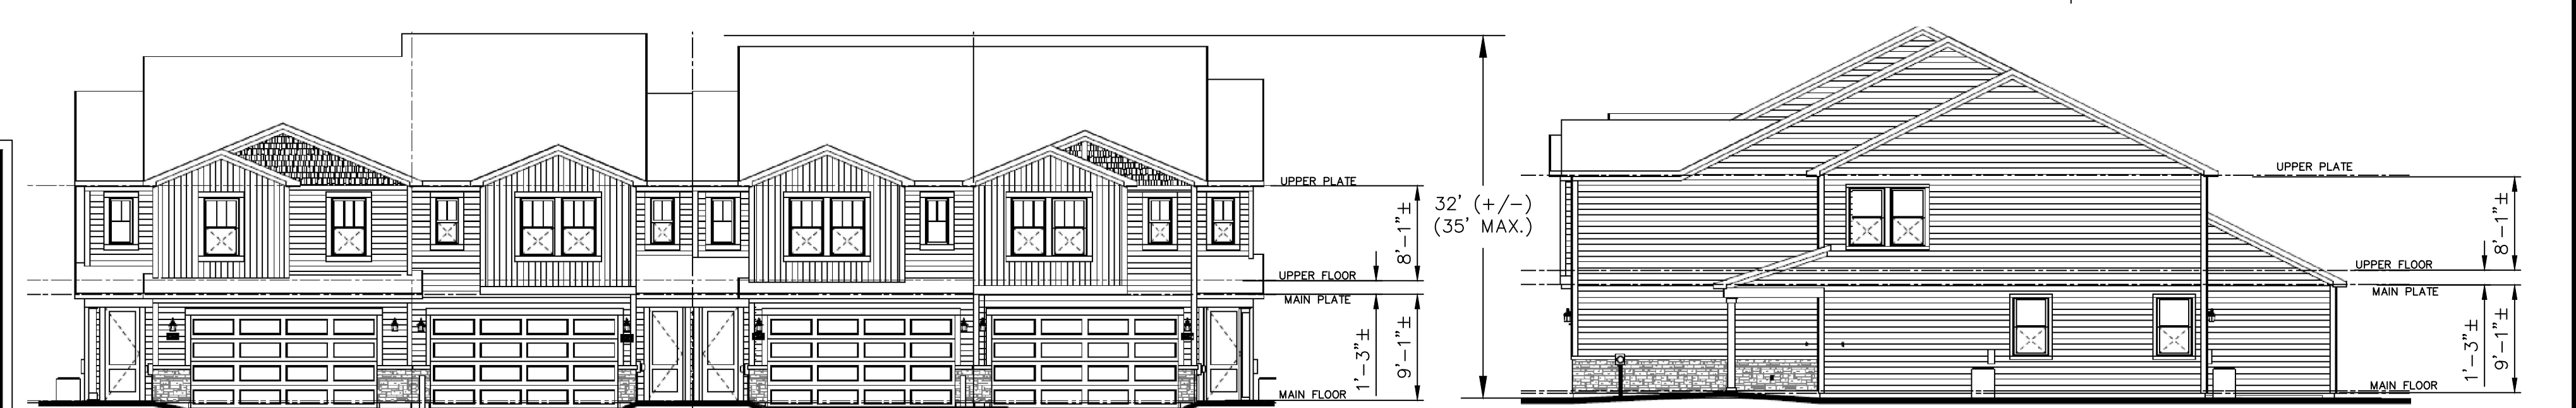 UPPER PLATE
8'-1"±
UPPER FLOOR
MAIN PLATE
1'-3"±
9'-1"±
MAIN FLOOR
32' (+/-)
(35' MAX.)
UPPER PLATE
8'-1"±
UPPER FLOOR
MAIN PLATE
1'-3"±
9'-1"±
MAIN FLOOR